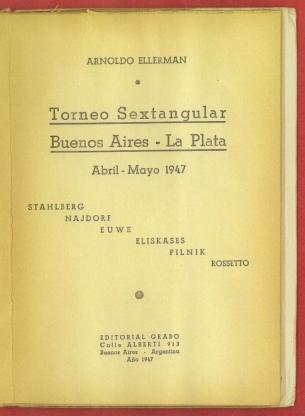 ARNOLDO ELLERMAN
Torneo Sextangular
Buenos Aires - La Plata
Abril - Mayo 1947
STAHLBERG
NAJDORF
EUWE
ELISKASES
PILNIK
ROSSETTO
EDITORIAL GRABO
Calle ALBERTI 913
Buenos Aires - Argentina
Año 1947